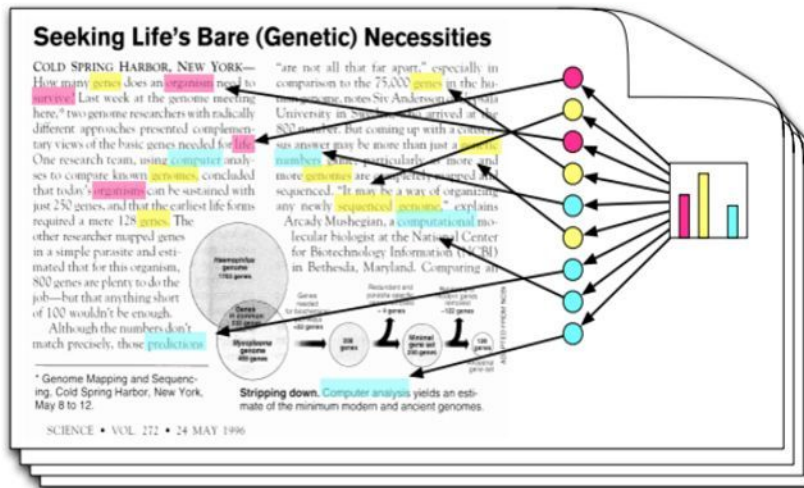 Seeking Life's Bare (Genetic) Necessities
COLD SPRING HARBOR, NEW YORK—
How many genes does an organism need to
survive? Last week at the genome meeting
here,* two genome researchers with radically
different approaches presented complemen-
tary views of the basic genes needed for life.
One research team, using computer analy-
ses to compare known genomes, concluded
that today's organisms can be sustained with
just 250 genes, and that the earliest life forms
required a mere 128 genes. The
other researcher mapped genes
in a simple parasite and esti-
mated that for this organism,
800 genes are plenty to do the
job—but that anything short
of 100 wouldn't be enough.
Although the numbers don't
match precisely, those predictions
* Genome Mapping and Sequenc-
ing, Cold Spring Harbor, New York,
May 8 to 12.
"are not all that far apart," especially in
comparison to the 75,000 genes in the hu-
man genome, notes Siv Andersson
University in Sweden, who arrived at the
800 number. But coming up with a consen-
sus answer may be more than just a genetic
numbers game, particularly as more and
more genomes are completely mapped and
sequenced. "It may be a way of organizing
any newly sequenced genome," explains
Arcady Mushegian, a computational mo-
lecular biologist at the National Center
for Biotechnology Information (NCBI)
in Bethesda, Maryland. Comparing an
Haemophilus
genome
1703 genes
Genes
in common
Mycoplasma
genome
Genes
needed
Redundant and
Minimal
gene set
250 genes
genes
ADAPTED FROM NCBI
Stripping down. Computer analysis yields an esti-
mate of the minimum modern and ancient genomes.
SCIENCE • VOL. 272 • 24 MAY 1996